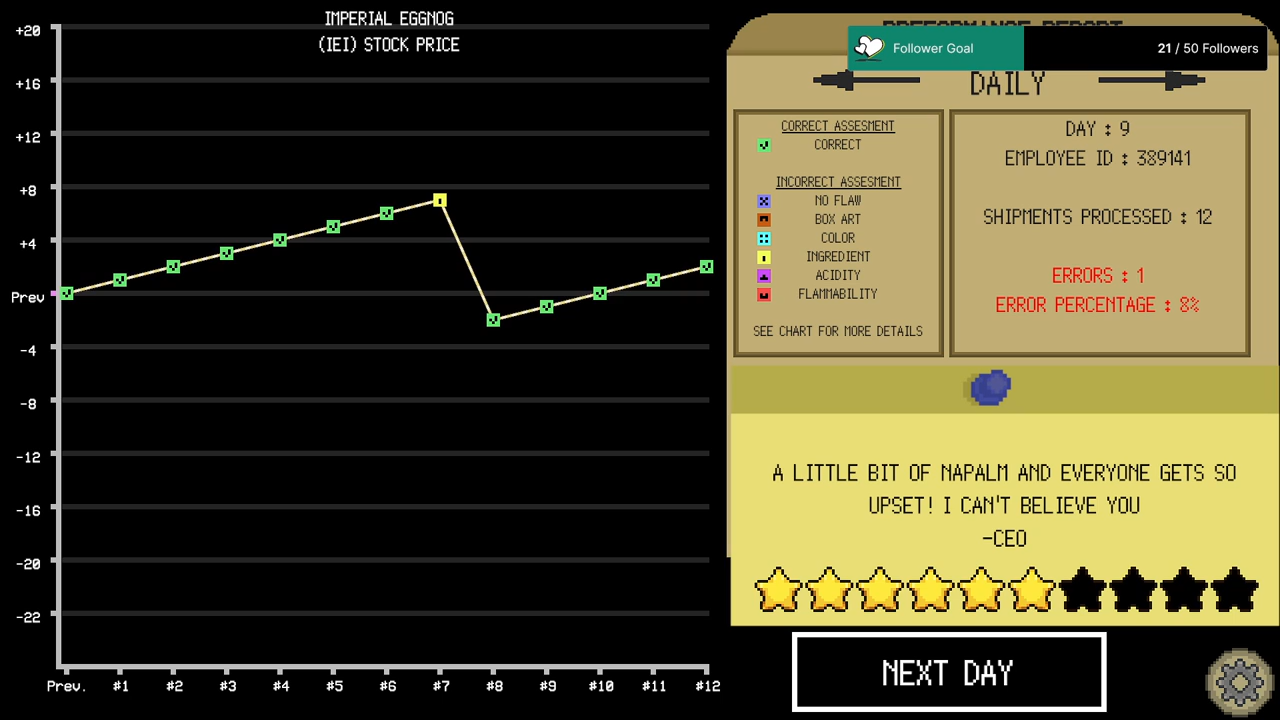 IMPERIAL EGGNOG
(IEI) STOCK PRICE
+20
+16
+12
+8
+4
Prev
-4
-8
-12
-16
-20
-22
Prev.
#1
#2
#3
#4
#5
#6
#7
#8
#9
#10
#11
#12
REPORT
Follower Goal
21 / 50 Followers
DAILY
CORRECT ASSESMENT
CORRECT
INCORRECT ASSESMENT
NO FLAW
BOX ART
COLOR
INGREDIENT
ACIDITY
FLAMMABILITY
SEE CHART FOR MORE DETAILS
DAY : 9
EMPLOYEE ID : 389141
SHIPMENTS PROCESSED : 12
ERRORS : 1
ERROR PERCENTAGE : 8%
A LITTLE BIT OF NAPALM AND EVERYONE GETS SO
UPSET! I CAN'T BELIEVE YOU
-CEO
NEXT DAY